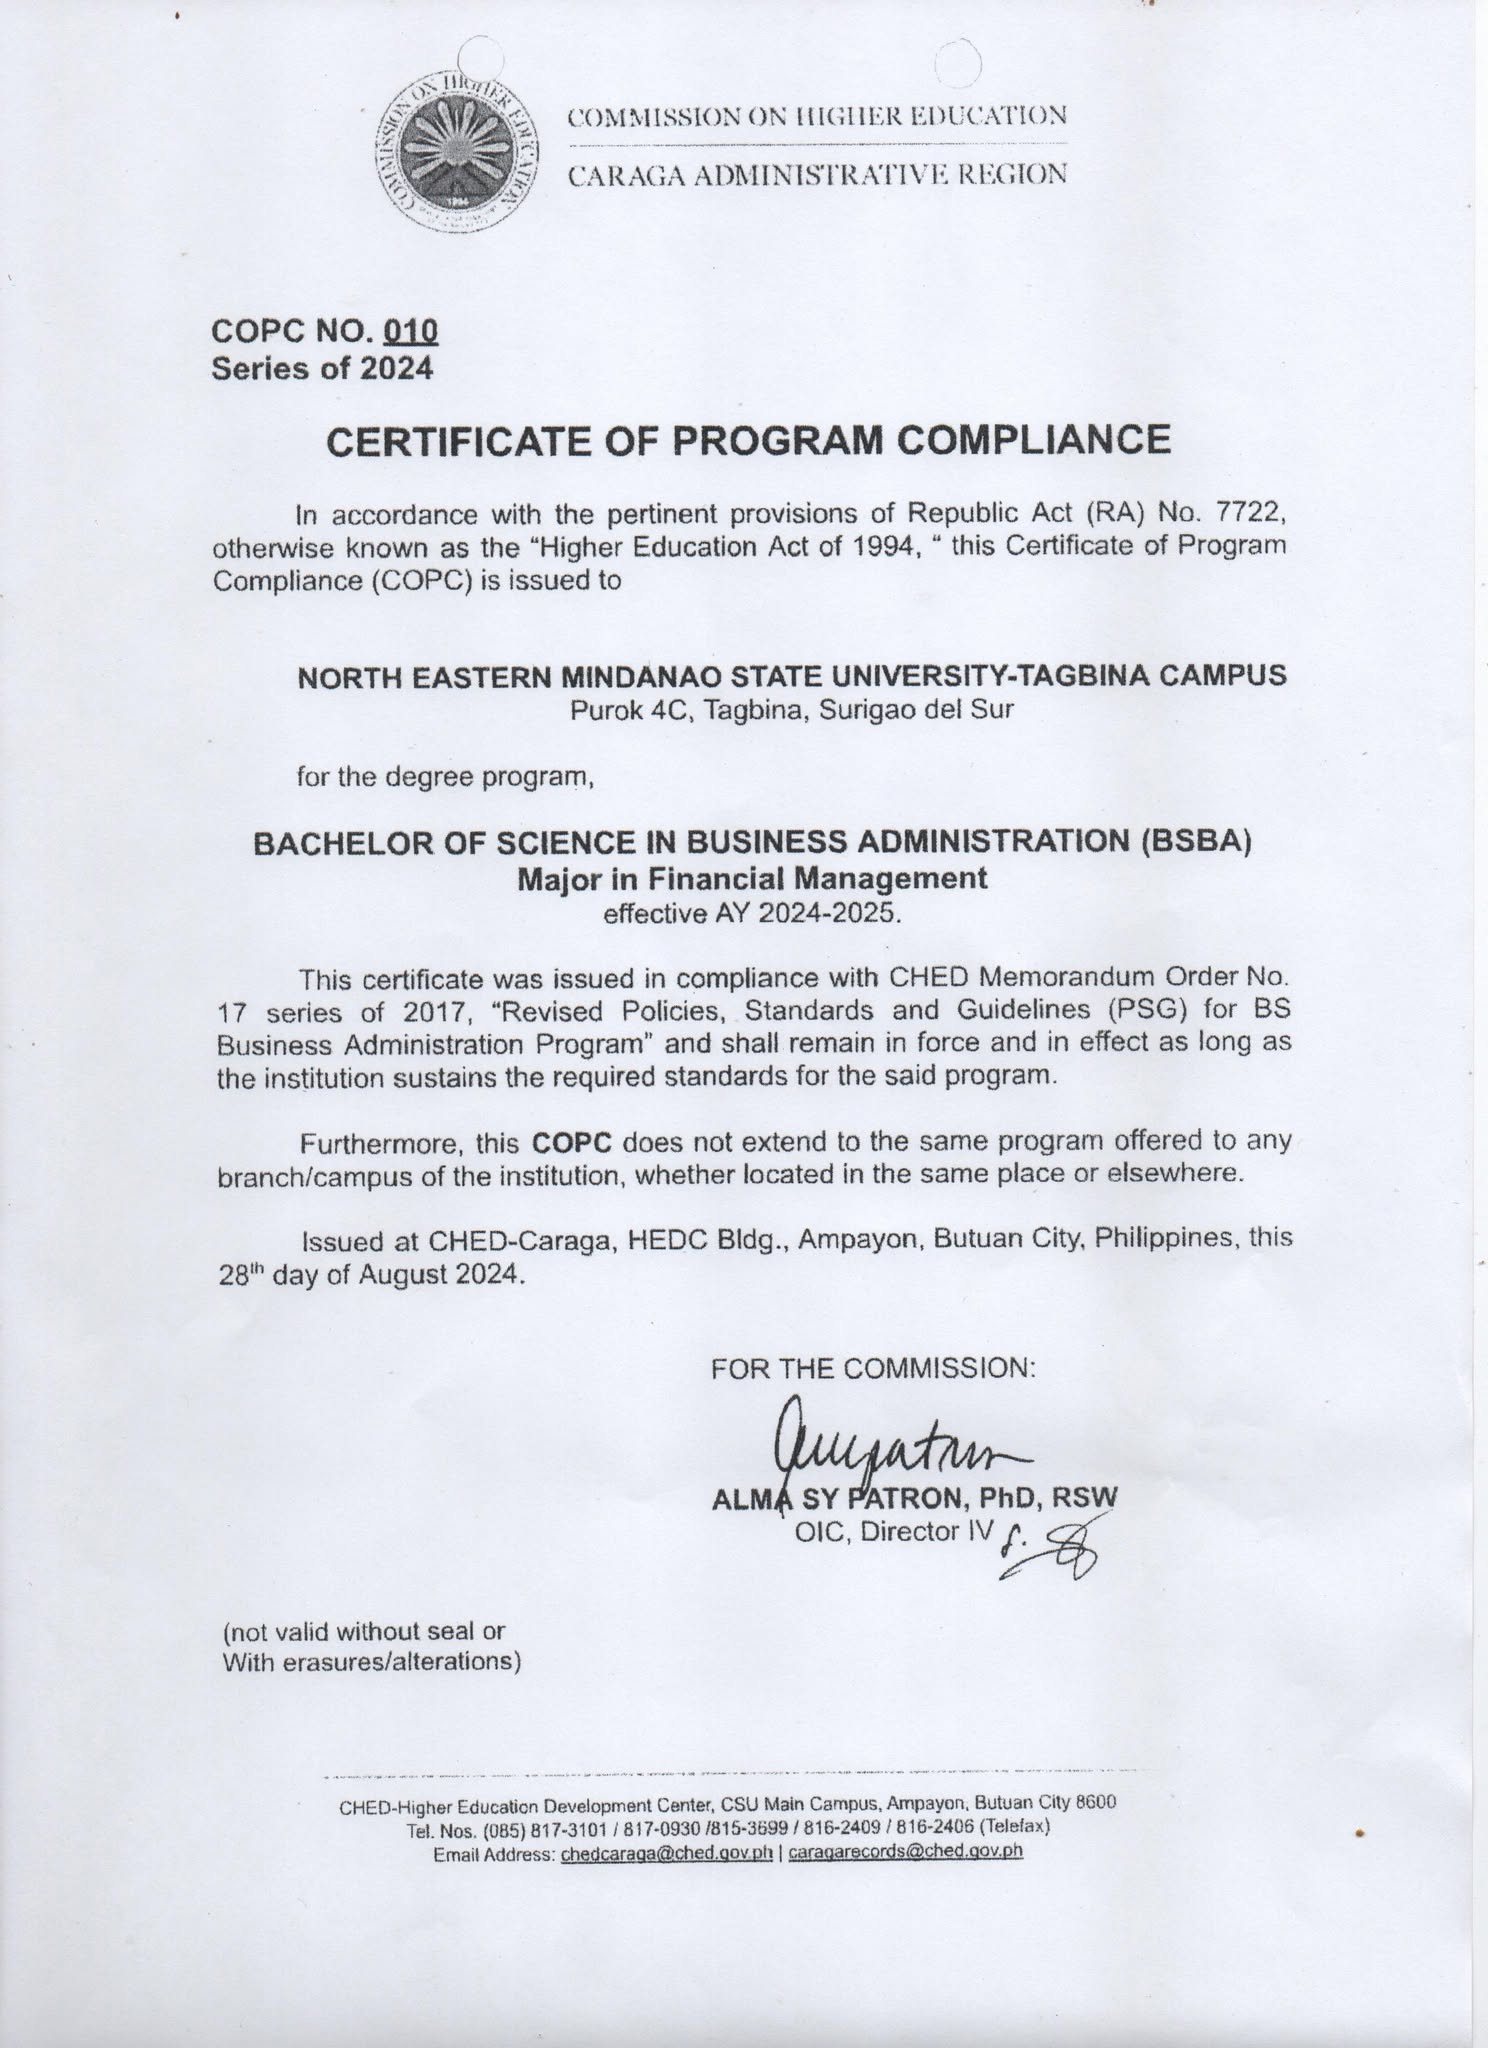 COMMISSION ON HIGHER EDUCATION
1994
COMMISSION ON HIGHER EDUCATION
CARAGA ADMINISTRATIVE REGION
COPC NO. 010
Series of 2024
CERTIFICATE OF PROGRAM COMPLIANCE
In accordance with the pertinent provisions of Republic Act (RA) No. 7722,
otherwise known as the “Higher Education Act of 1994, “ this Certificate of Program
Compliance (COPC) is issued to
NORTH EASTERN MINDANAO STATE UNIVERSITY-TAGBINA CAMPUS
Purok 4C, Tagbina, Surigao del Sur
for the degree program,
BACHELOR OF SCIENCE IN BUSINESS ADMINISTRATION (BSBA)
Major in Financial Management
effective AY 2024-2025.
This certificate was issued in compliance with CHED Memorandum Order No.
17 series of 2017, “Revised Policies, Standards and Guidelines (PSG) for BS
Business Administration Program” and shall remain in force and in effect as long as
the institution sustains the required standards for the said program.
Furthermore, this COPC does not extend to the same program offered to any
branch/campus of the institution, whether located in the same place or elsewhere.
Issued at CHED-Caraga, HEDC Bldg., Ampayon, Butuan City, Philippines, this
28th day of August 2024.
FOR THE COMMISSION:
ALMA SY PATRON, PhD, RSW
OIC, Director IV
(not valid without seal or
With erasures/alterations)
CHED-Higher Education Development Center, CSU Main Campus, Ampayon, Butuan City 8600
Tel. Nos. (085) 817-3101 / 817-0930 /815-3699 / 816-2409 / 816-2406 (Telefax)
Email Address: chedcaraga@ched.gov.ph | caragarecords@ched.gov.ph